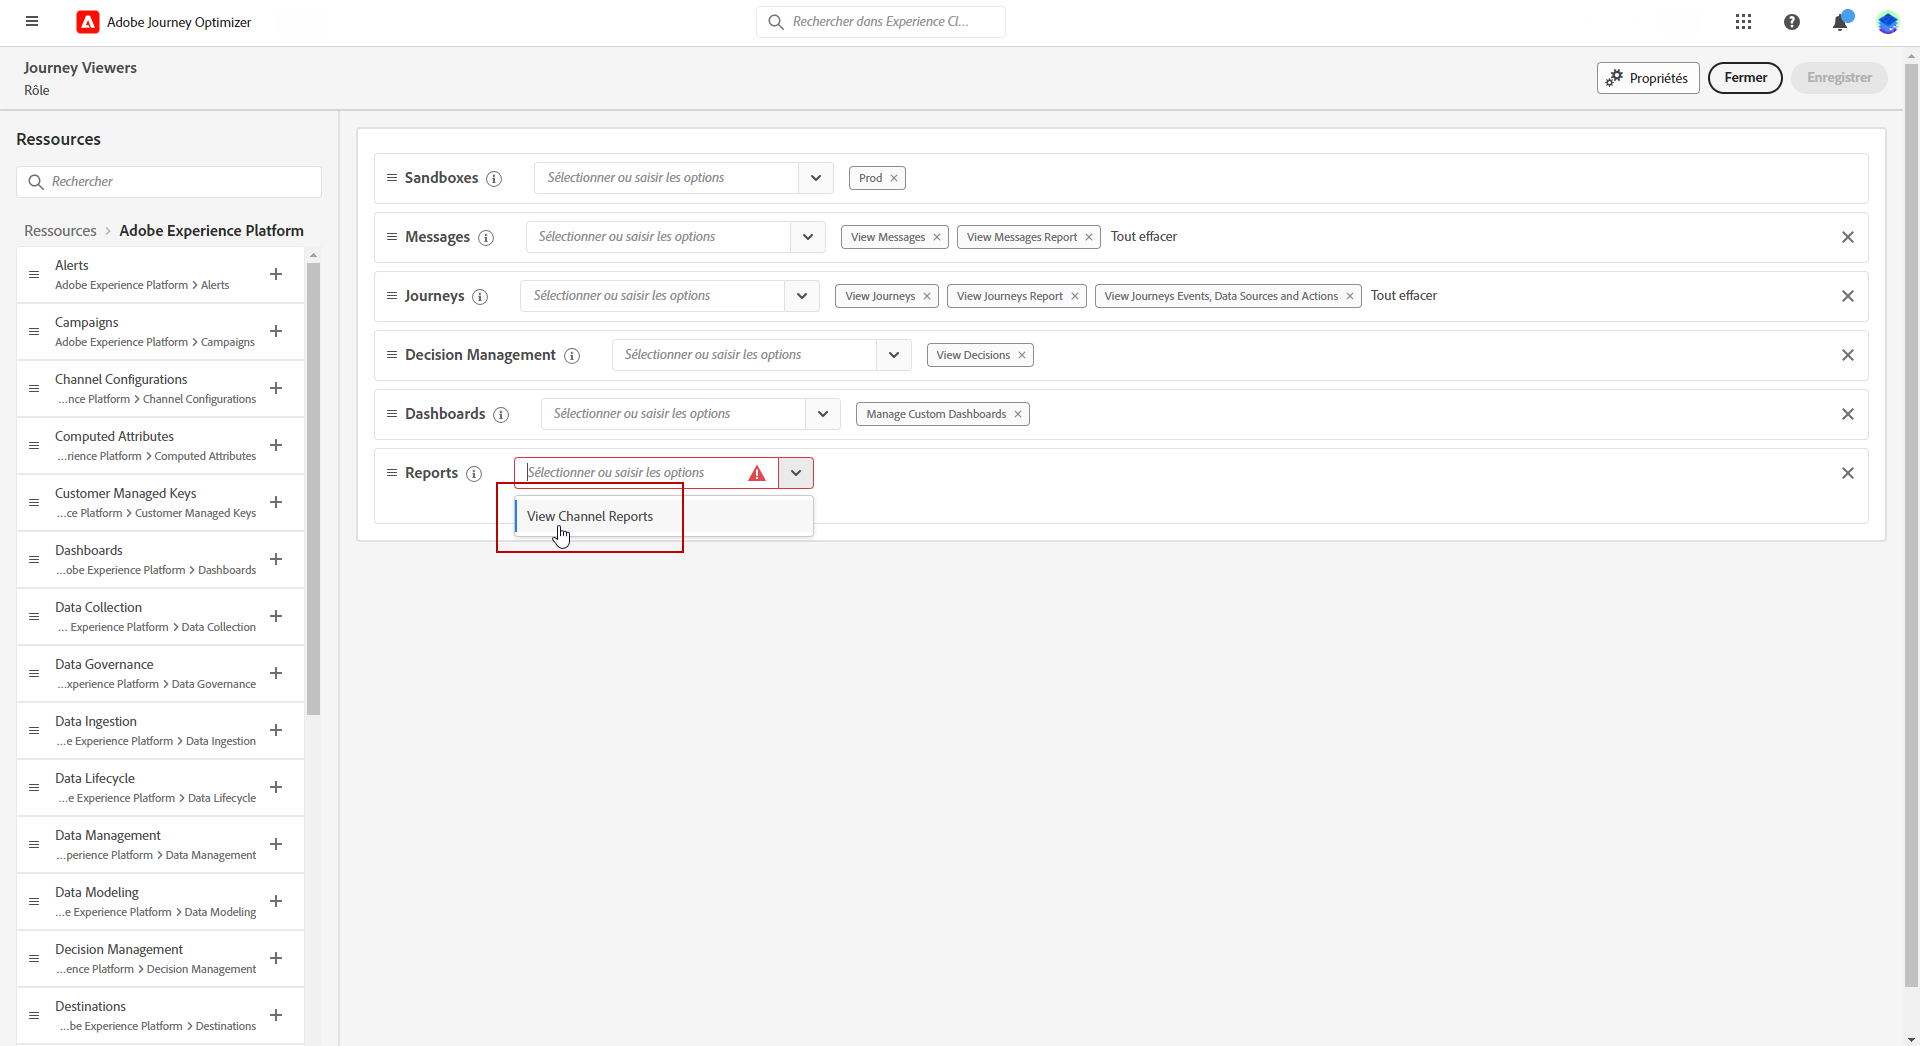 Adobe Journey Optimizer
Rechercher dans Experience Cl...
Journey Viewers
Rôle
Propriétés
Fermer
Enregistrer
Ressources
Rechercher
Ressources > Adobe Experience Platform
Alerts
Adobe Experience Platform > Alerts
Campaigns
Adobe Experience Platform > Campaigns
Channel Configurations
...nce Platform > Channel Configurations
Computed Attributes
...rience Platform > Computed Attributes
Customer Managed Keys
...ce Platform > Customer Managed Keys
Dashboards
...obe Experience Platform > Dashboards
Data Collection
... Experience Platform > Data Collection
Data Governance
...xperience Platform > Data Governance
Data Ingestion
...e Experience Platform > Data Ingestion
Data Lifecycle
...e Experience Platform > Data Lifecycle
Data Management
...perience Platform > Data Management
Data Modeling
...e Experience Platform > Data Modeling
Decision Management
...ence Platform > Decision Management
Destinations
...be Experience Platform > Destinations
Sandboxes Sélectionner ou saisir les options Prod
Messages Sélectionner ou saisir les options View Messages View Messages Report Tout effacer
Journeys Sélectionner ou saisir les options View Journeys View Journeys Report View Journeys Events, Data Sources and Actions Tout effacer
Decision Management Sélectionner ou saisir les options View Decisions
Dashboards Sélectionner ou saisir les options Manage Custom Dashboards
Reports Sélectionner ou saisir les options
View Channel Reports